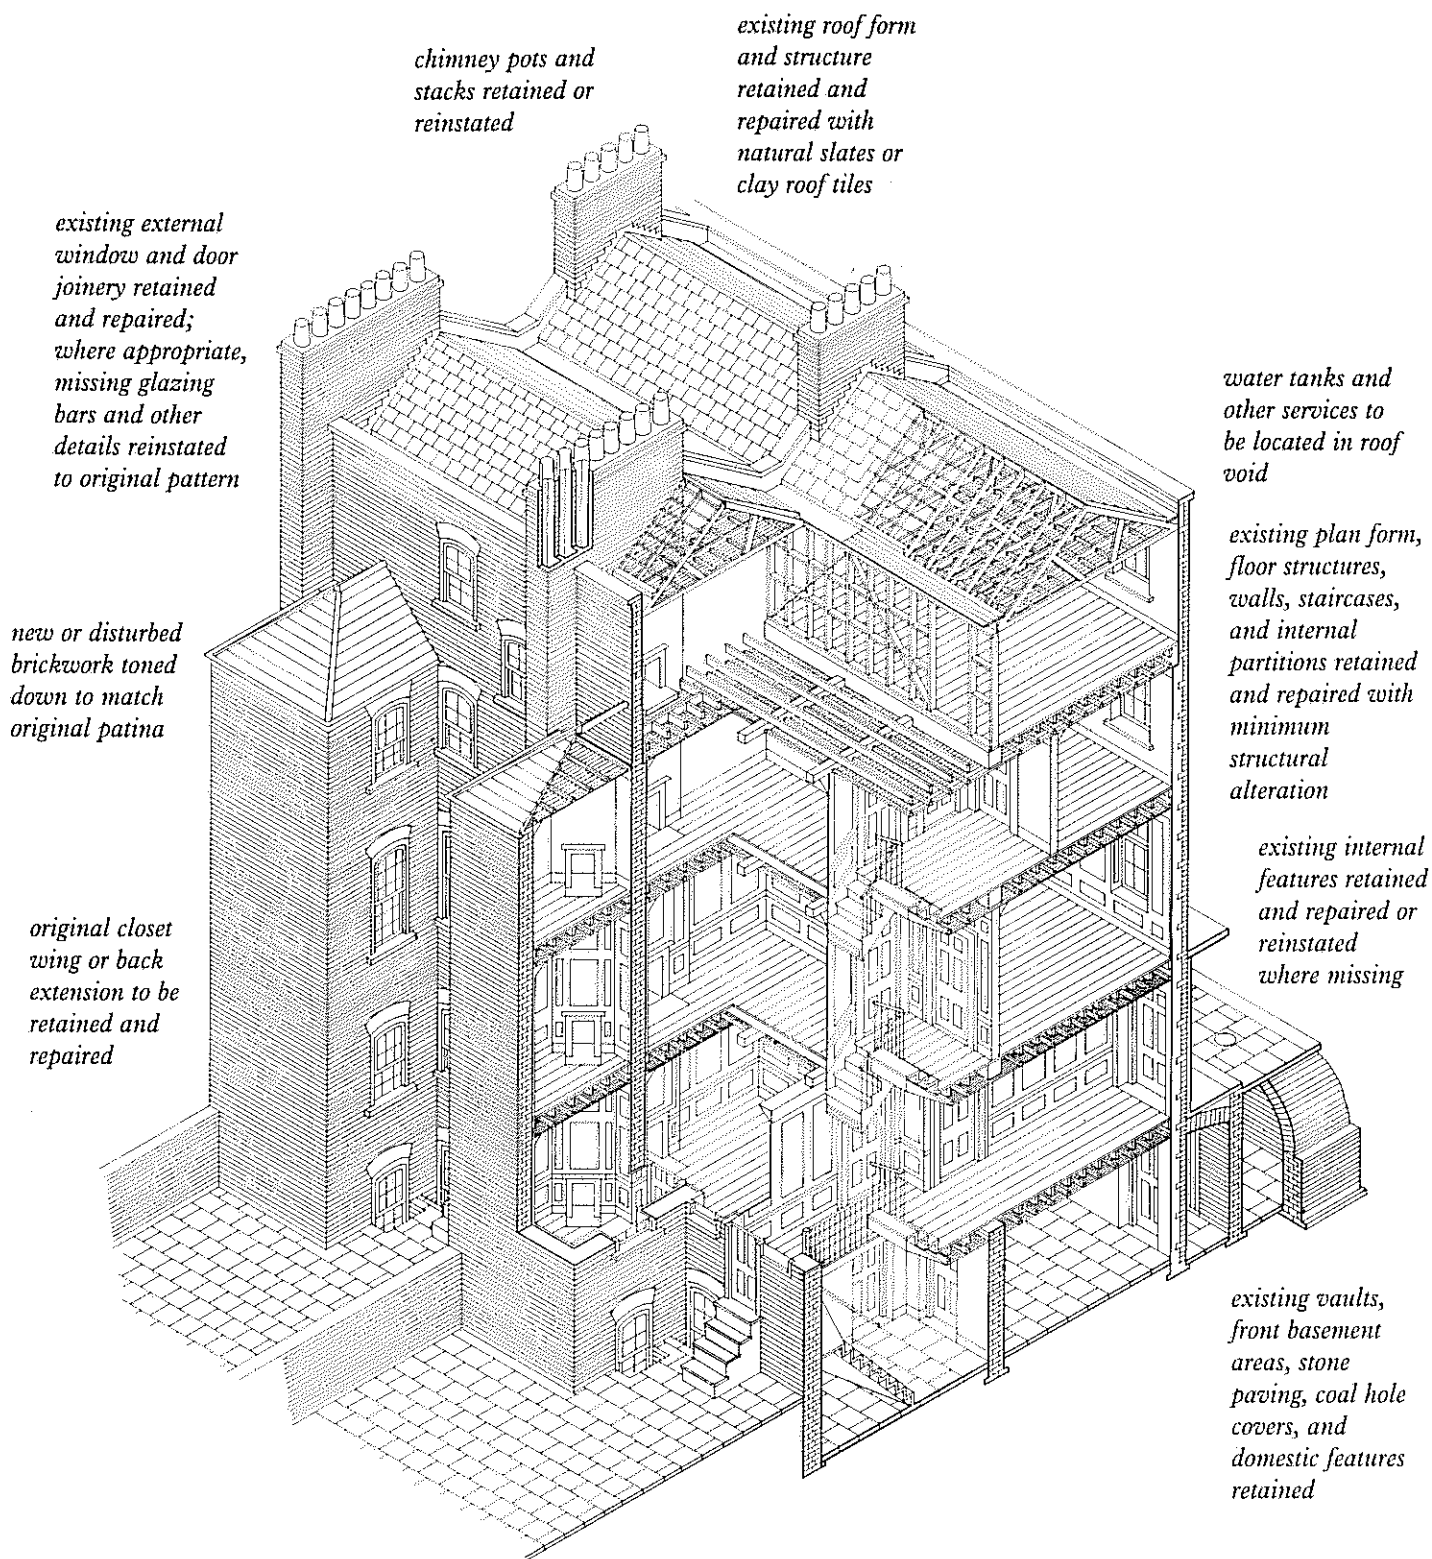 chimney pots and
stacks retained or
reinstated
existing roof form
and structure
retained and
repaired with
natural slates or
clay roof tiles
existing external
window and door
joinery retained
and repaired;
where appropriate,
missing glazing
bars and other
details reinstated
to original pattern
water tanks and
other services to
be located in roof
void
existing plan form,
floor structures,
walls, staircases,
and internal
partitions retained
and repaired with
minimum
structural
alteration
new or disturbed
brickwork toned
down to match
original patina
existing internal
features retained
and repaired or
reinstated
where missing
original closet
wing or back
extension to be
retained and
repaired
existing vaults,
front basement
areas, stone
paving, coal hole
covers, and
domestic features
retained